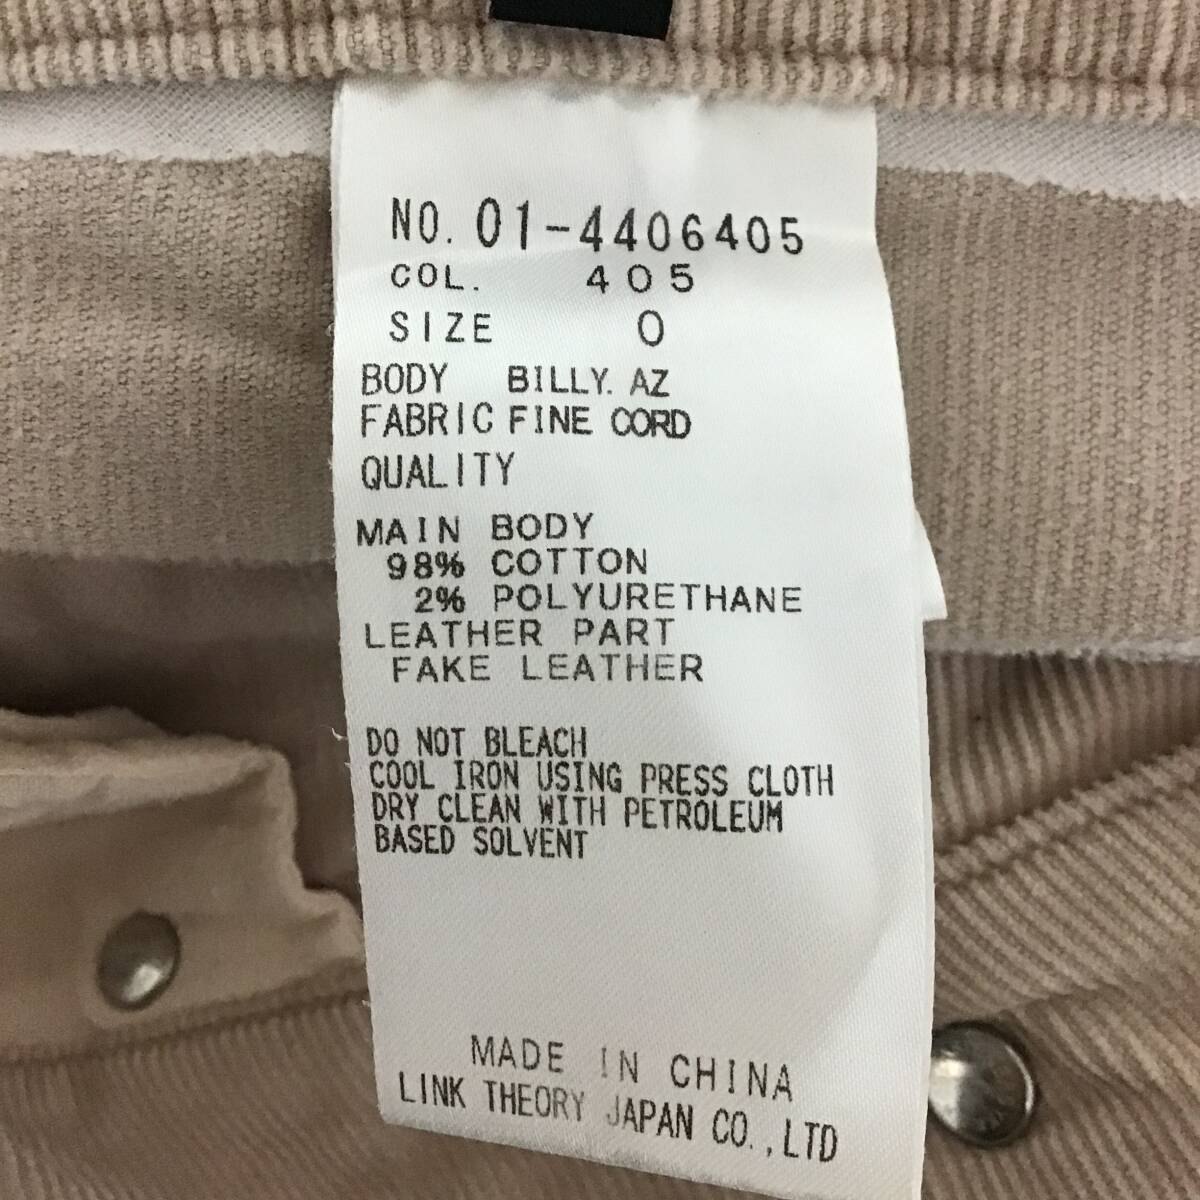 NO. 01-4406405
COL. 405
SIZE 0
BODY BILLY. AZ
FABRIC FINE CORD
QUALITY
MAIN BODY
98% COTTON
2% POLYURETHANE
LEATHER PART
FAKE LEATHER
DO NOT BLEACH
COOL IRON USING PRESS CLOTH
DRY CLEAN WITH PETROLEUM
BASED SOLVENT
MADE IN CHINA
LINK THEORY JAPAN CO.,LTD